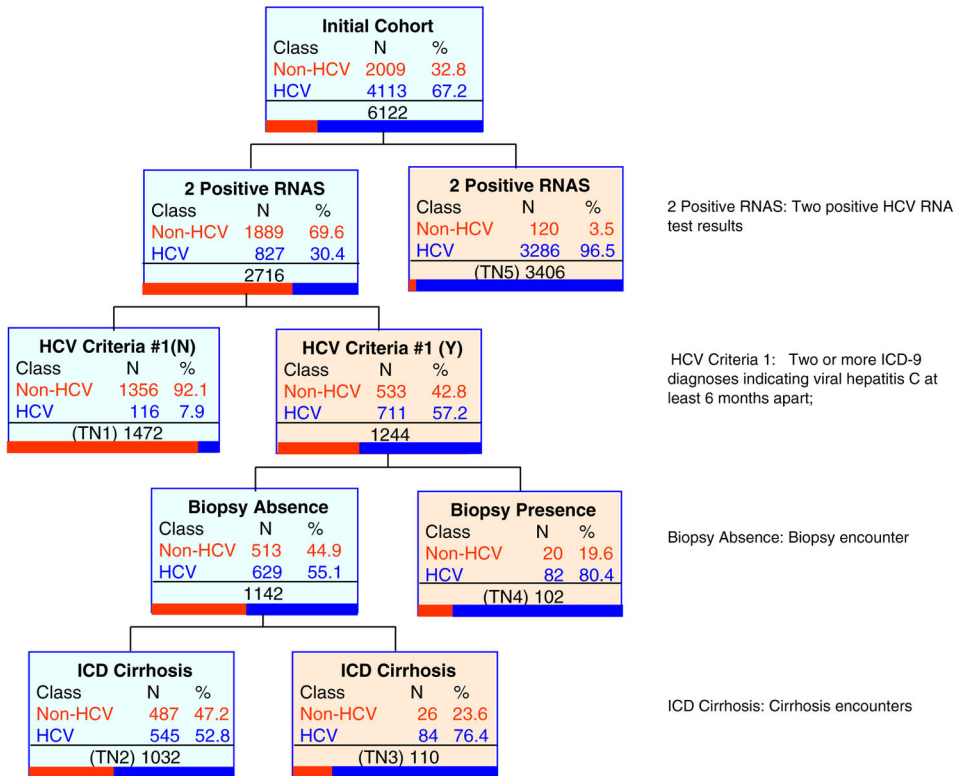 Initial Cohort
Class N %
Non-HCV 2009 32.8
HCV 4113 67.2
6122
2 Positive RNAS
Class N %
Non-HCV 1889 69.6
HCV 827 30.4
2716
2 Positive RNAS
Class N %
Non-HCV 120 3.5
HCV 3286 96.5
(TN5) 3406
2 Positive RNAS: Two positive HCV RNA
test results
HCV Criteria #1(N)
Class N %
Non-HCV 1356 92.1
HCV 116 7.9
(TN1) 1472
HCV Criteria #1 (Y)
Class N %
Non-HCV 533 42.8
HCV 711 57.2
1244
HCV Criteria 1: Two or more ICD-9
diagnoses indicating viral hepatitis C at
least 6 months apart;
Biopsy Absence
Class N %
Non-HCV 513 44.9
HCV 629 55.1
1142
Biopsy Presence
Class N %
Non-HCV 20 19.6
HCV 82 80.4
(TN4) 102
Biopsy Absence: Biopsy encounter
ICD Cirrhosis
Class N %
Non-HCV 487 47.2
HCV 545 52.8
(TN2) 1032
ICD Cirrhosis
Class N %
Non-HCV 26 23.6
HCV 84 76.4
(TN3) 110
ICD Cirrhosis: Cirrhosis encounters